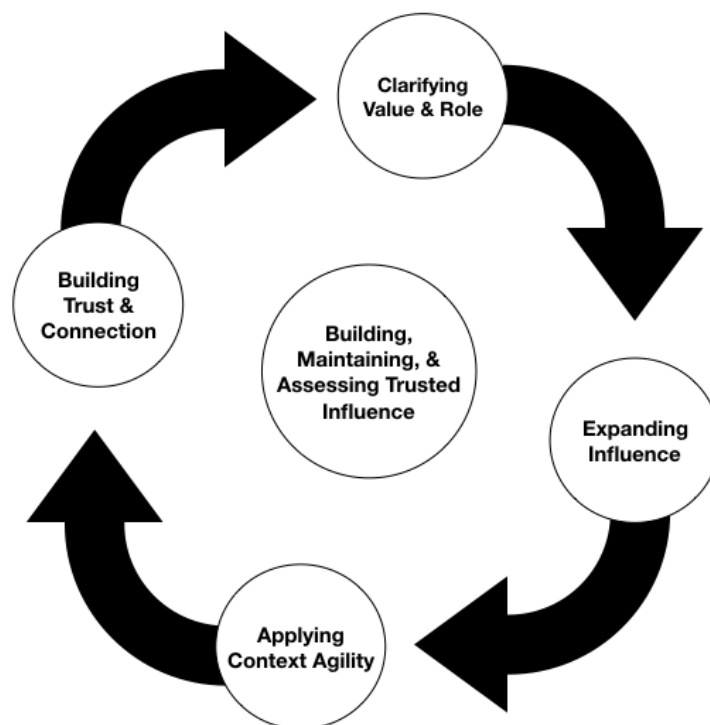 Clarifying
Value & Role
Building
Trust &
Connection
Building,
Maintaining, &
Assessing Trusted
Influence
Expanding
Influence
Applying
Context Agility